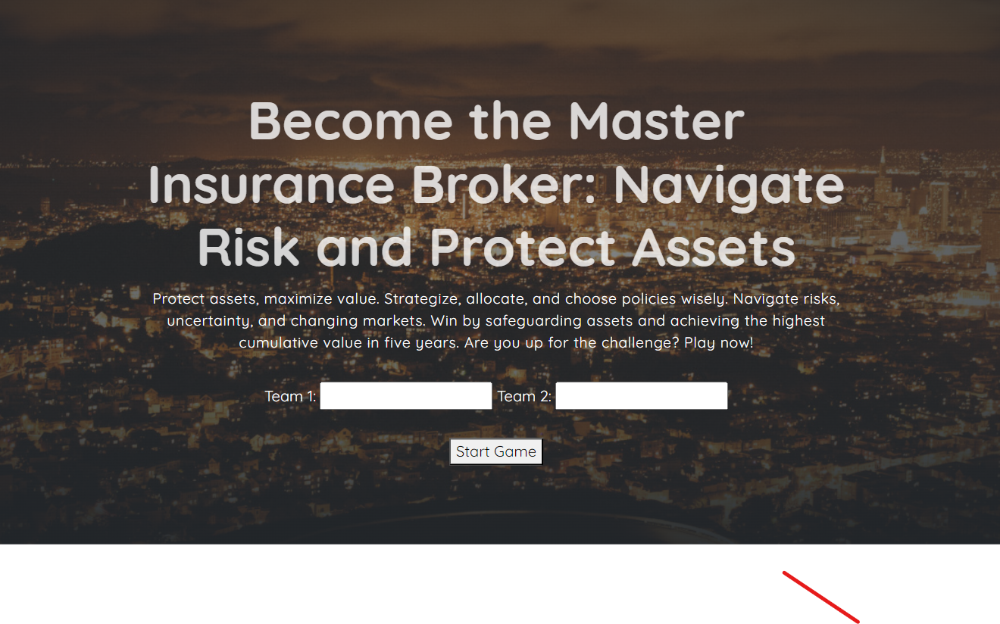 Become the Master
Insurance Broker: Navigate
Risk and Protect Assets
Protect assets, maximize value. Strategize, allocate, and choose policies wisely. Navigate risks,
uncertainty, and changing markets. Win by safeguarding assets and achieving the highest
cumulative value in five years. Are you up for the challenge? Play now!
Team 1: Team 2:
Start Game